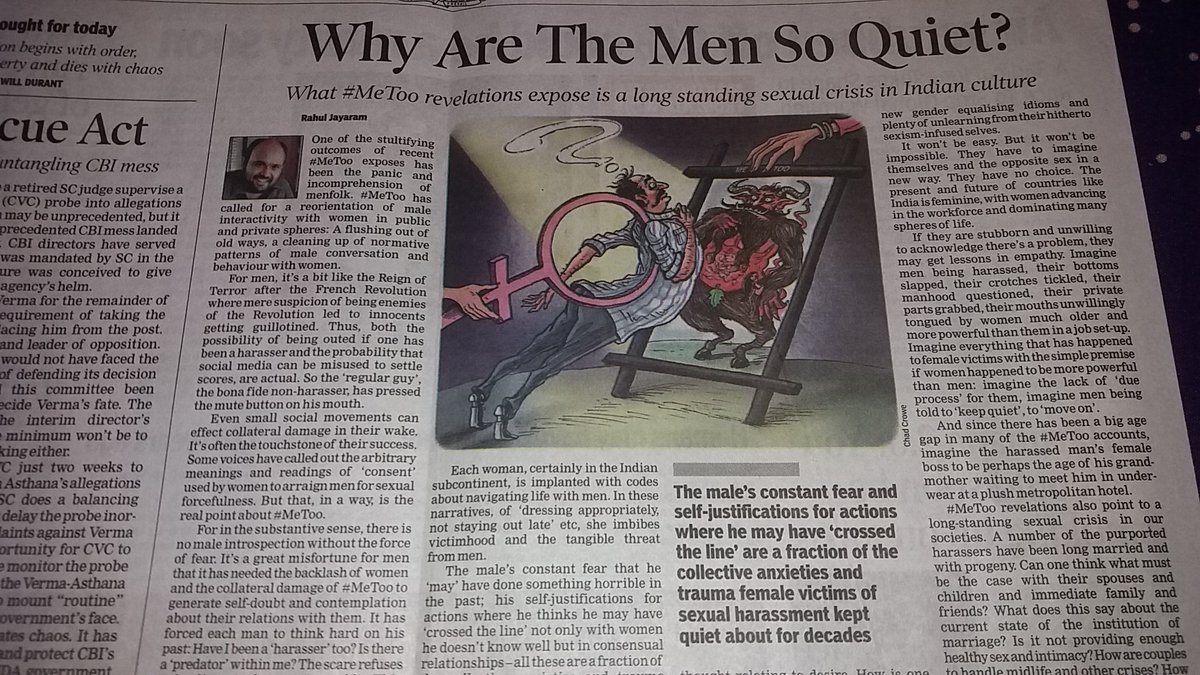 ought for today
on begins with order,
erty and dies with chaos
WILL DURANT
cue Act
untangling CBI mess
a retired SC judge supervise a
(CVC) probe into allegations
may be unprecedented, but it
precedented CBI mess landed
. CBI directors have served
was mandated by SC in the
ure was conceived to give
agency's helm.
Verma for the remainder of
equirement of taking the
lacing him from the post.
and leader of opposition.
would not have faced the
of defending its decision
this committee been
ecide Verma's fate. The
he interim director's
minimum won't be to
king either.
C just two weeks to
Asthana's allegations
SC does a balancing
delay the probe inor-
laints against Verma
ortunity for CVC to
e monitor the probe
the Verma-Asthana
o mount "routine"
overnment's face.
ates chaos. It has
and protect CBI's
DA government
Why Are The Men So Quiet?
What #MeToo revelations expose is a long standing sexual crisis in Indian culture
Rahul Jayaram
One of the stultifying
outcomes of recent
#MeToo exposes has
been the panic and
incomprehension of
menfolk. #MeToo has
called for a reorientation of male
interactivity with women in public
and private spheres: A flushing out of
old ways, a cleaning up of normative
patterns of male conversation and
behaviour with women.
For men, it's a bit like the Reign of
Terror after the French Revolution
where mere suspicion of being enemies
of the Revolution led to innocents
getting guillotined. Thus, both the
possibility of being outed if one has
been a harasser and the probability that
social media can be misused to settle
scores, are actual. So the 'regular guy',
the bona fide non-harasser, has pressed
the mute button on his mouth.
Even small social movements can
effect collateral damage in their wake.
It's often the touchstone of their success.
Some voices have called out the arbitrary
meanings and readings of 'consent'
used by women to arraign men for sexual
forcefulness. But that, in a way, is the
real point about #MeToo.
For in the substantive sense, there is
no male introspection without the force
of fear. It's a great misfortune for men
that it has needed the backlash of women
and the collateral damage of #MeToo to
generate self-doubt and contemplation
about their relations with them. It has
forced each man to think hard on his
past: Have I been a 'harasser' too? Is there
a 'predator' within me? The scare refuses
ME TOO
Chad Crowe
Each woman, certainly in the Indian
subcontinent, is implanted with codes
about navigating life with men. In these
narratives, of 'dressing appropriately,
not staying out late' etc, she imbibes
victimhood and the tangible threat
from men.
The male's constant fear that he
'may' have done something horrible in
the past; his self-justifications for
actions where he thinks he may have
'crossed the line' not only with women
he doesn't know well but in consensual
relationships – all these are a fraction of
The male's constant fear and
self-justifications for actions
where he may have 'crossed
the line' are a fraction of the
collective anxieties and
trauma female victims of
sexual harassment kept
quiet about for decades
thought relating to desire. How is one
new gender equalising idioms and
plenty of unlearning from their hitherto
sexism-infused selves.
It won't be easy. But it won't be
impossible. They have to imagine
themselves and the opposite sex in a
new way. They have no choice. The
present and future of countries like
India is feminine, with women advancing
in the workforce and dominating many
spheres of life.
If they are stubborn and unwilling
to acknowledge there's a problem, they
may get lessons in empathy. Imagine
men being harassed, their bottoms
slapped, their crotches tickled, their
manhood questioned, their private
parts grabbed, their mouths unwillingly
tongued by women much older and
more powerful than them in a job set-up.
Imagine everything that has happened
to female victims with the simple premise
if women happened to be more powerful
than men: imagine the lack of 'due
process' for them, imagine men being
told to 'keep quiet', to 'move on'.
And since there has been a big age
gap in many of the #MeToo accounts,
imagine the harassed man's female
boss to be perhaps the age of his grand-
mother waiting to meet him in under-
wear at a plush metropolitan hotel.
#MeToo revelations also point to a
long-standing sexual crisis in our
societies. A number of the purported
harassers have been long married and
with progeny. Can one think what must
be the case with their spouses and
children and immediate family and
friends? What does this say about the
current state of the institution of
marriage? Is it not providing enough
healthy sex and intimacy? How are couples
to handle midlife and other crises? How